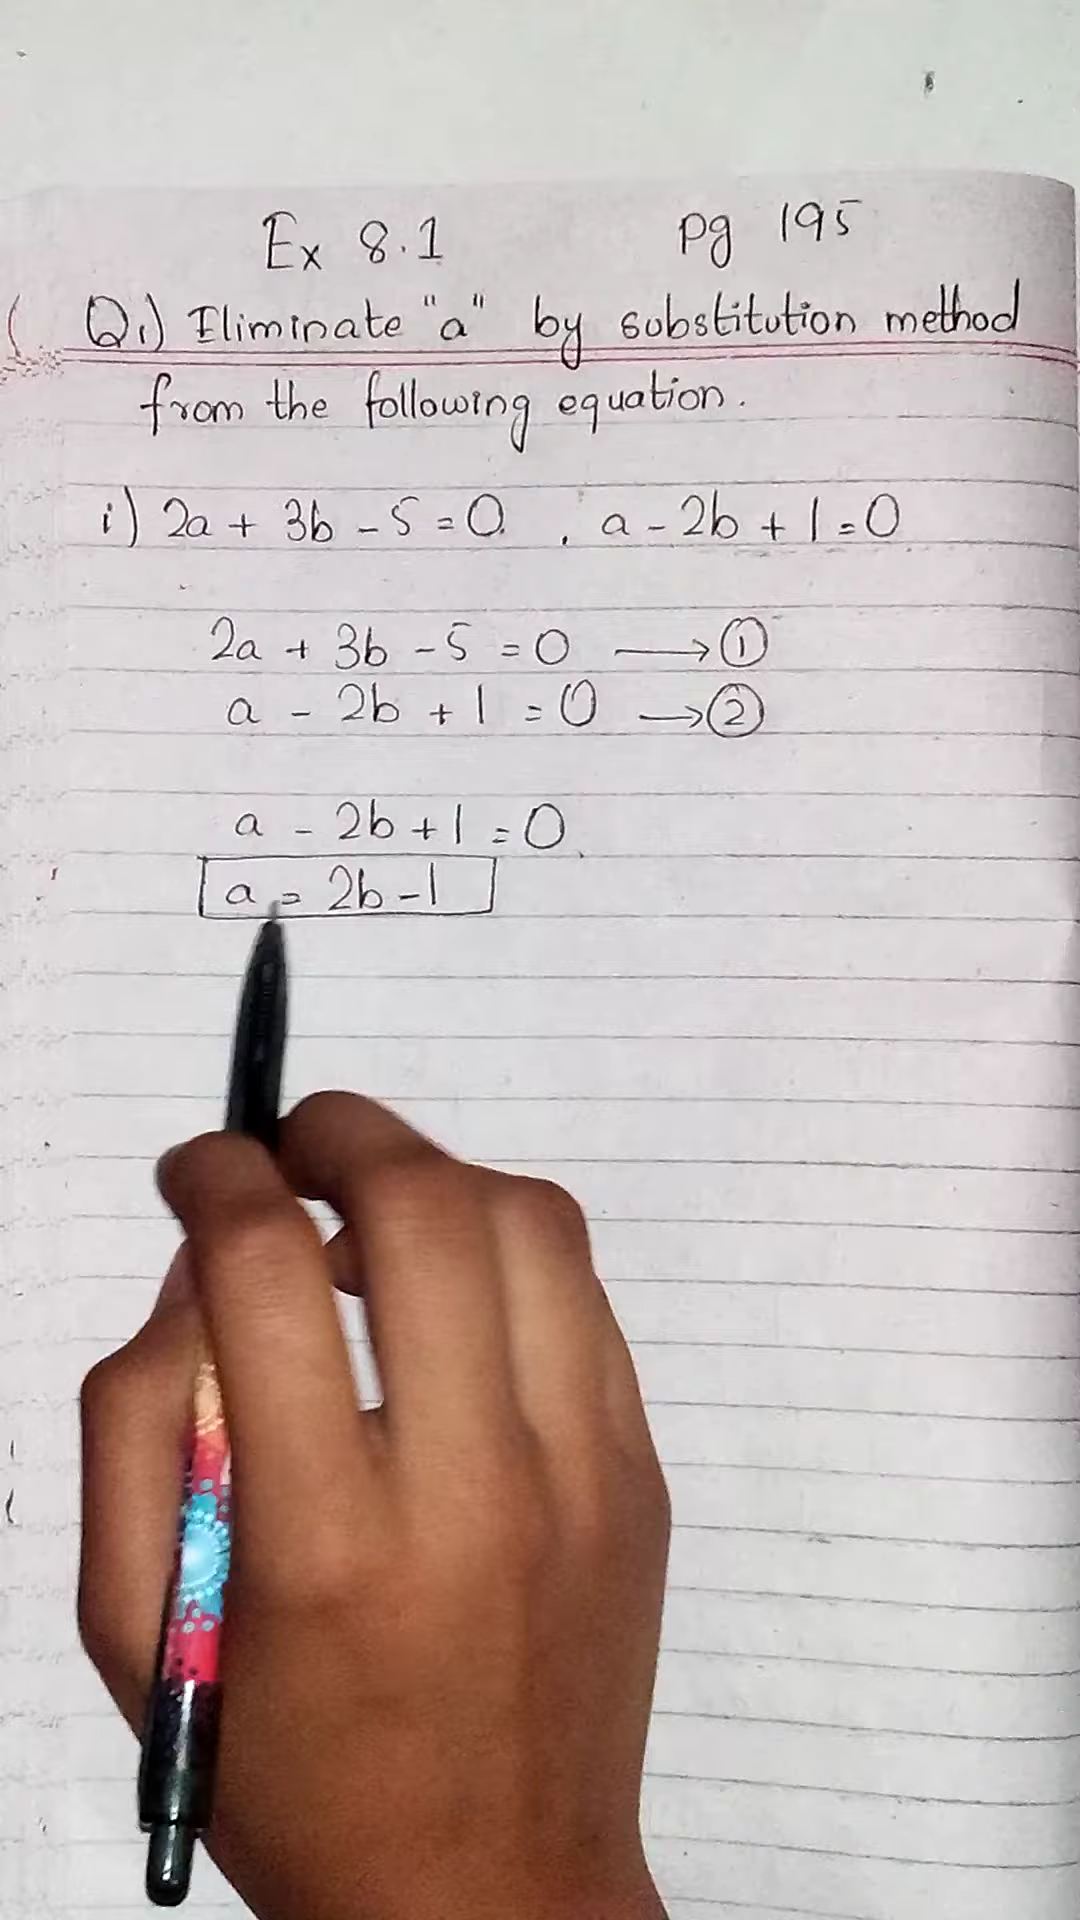 Ex 8.1 pg 195
Q1) Eliminate "a" by substitution method
from the following equation.
i) 2a + 3b - 5 = 0 , a - 2b + 1 = 0
2a + 3b - 5 = 0 → ①
a - 2b + 1 = 0 → ②
a - 2b + 1 = 0
a = 2b - 1